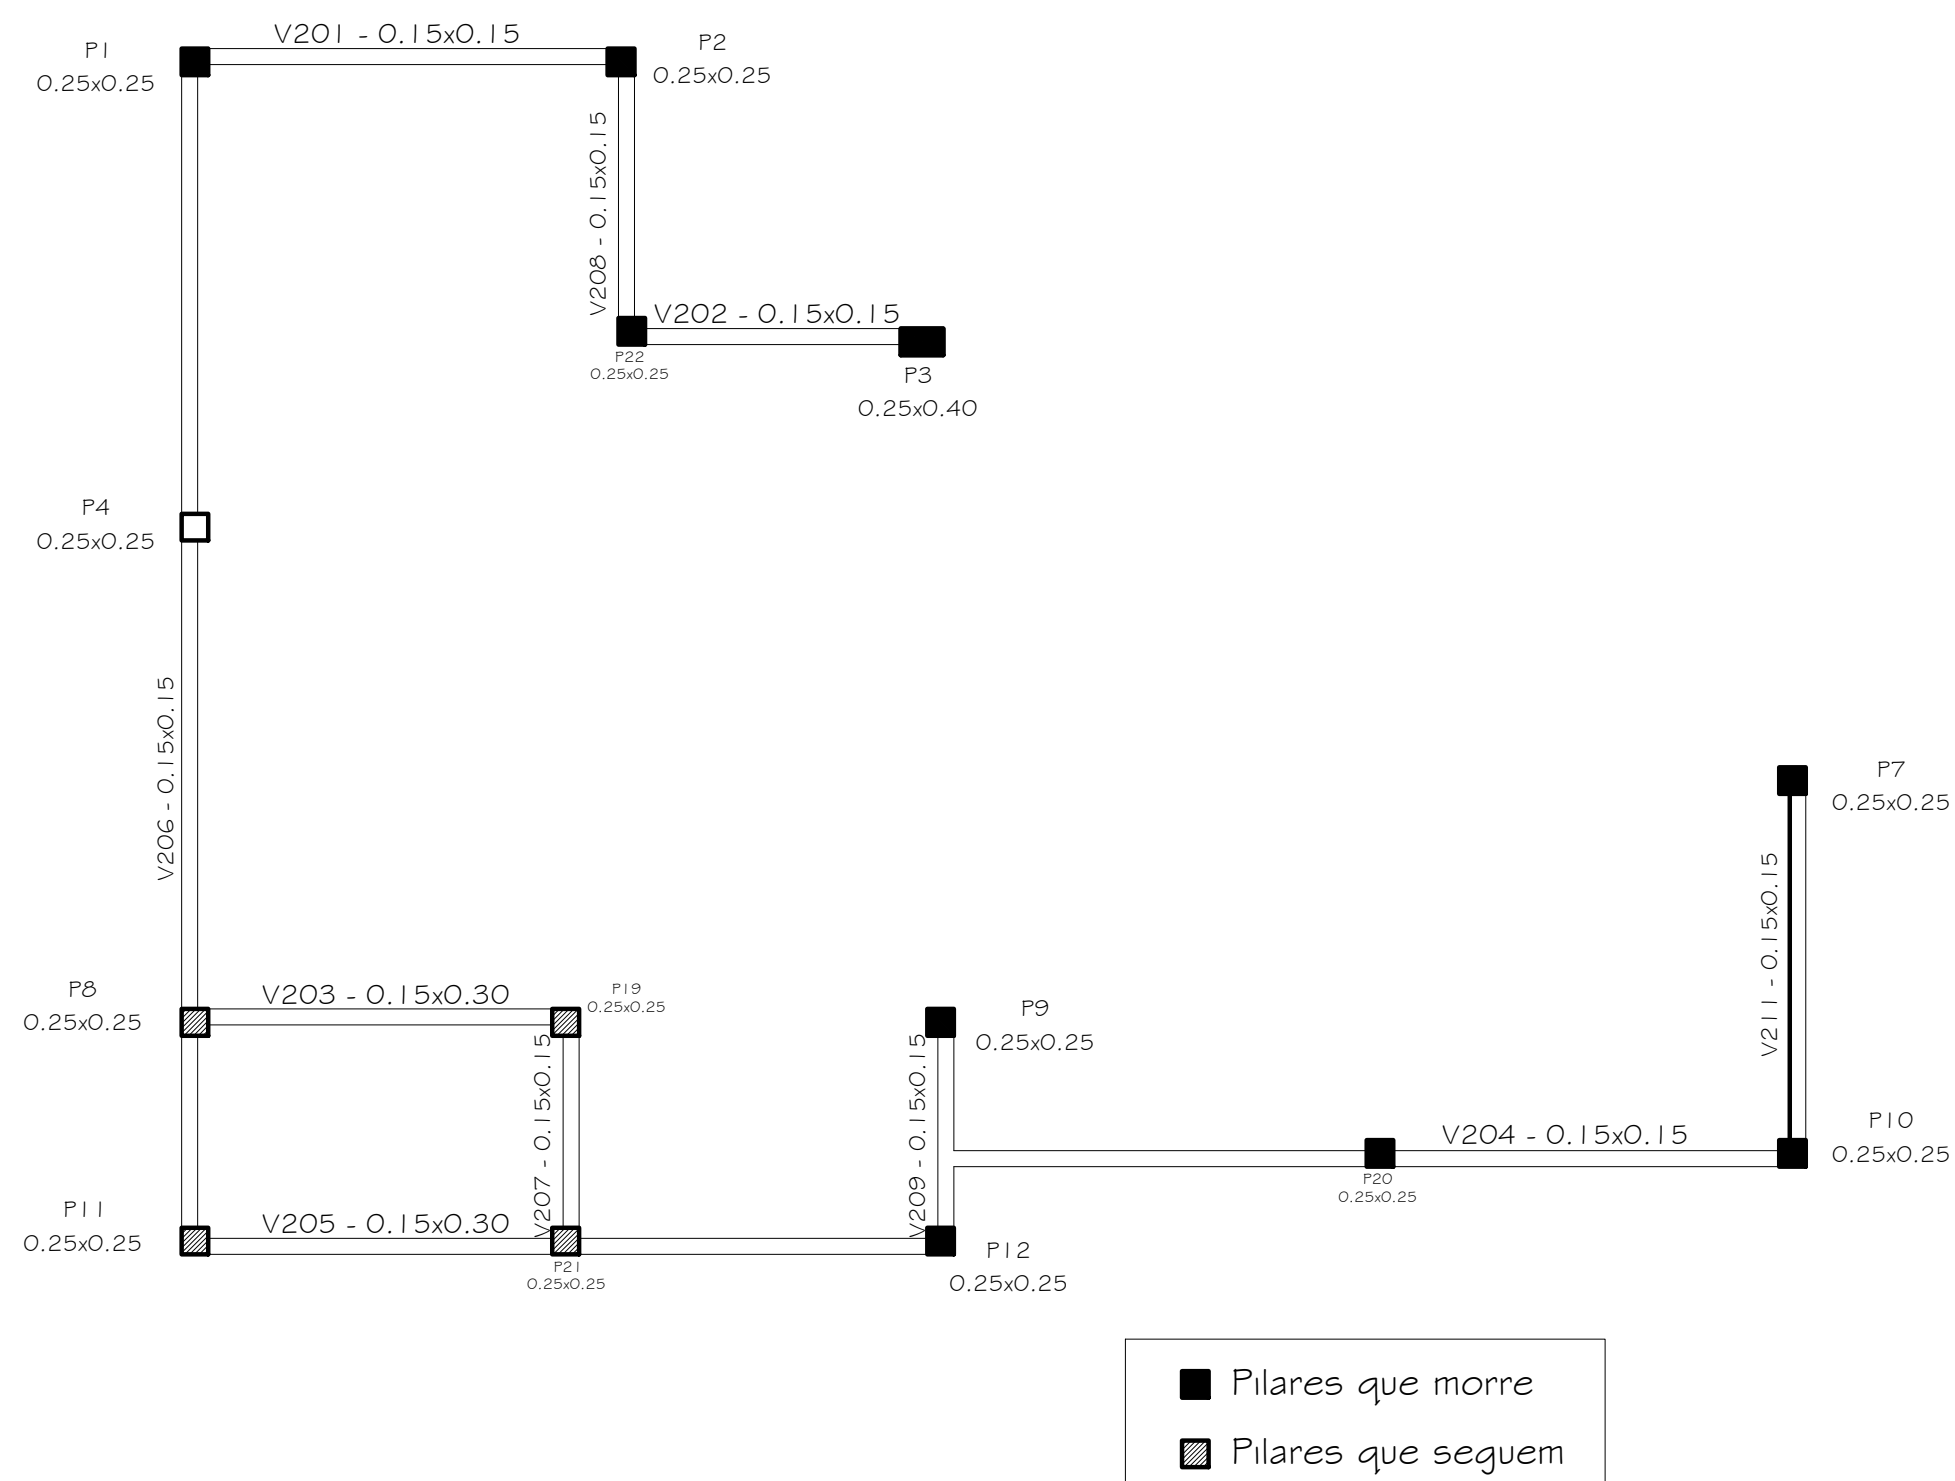 V201 - 0.15x0.15
P1
0.25x0.25
P2
0.25x0.25
V208 - 0.15x0.15
V202 - 0.15x0.15
P22
0.25x0.25
P3
0.25x0.40
P4
0.25x0.25
V206 - 0.15x0.15
P7
0.25x0.25
V211 - 0.15x0.15
P8
0.25x0.25
V203 - 0.15x0.30
P19
0.25x0.25
P9
0.25x0.25
V207 - 0.15x0.15
V209 - 0.15x0.15
V204 - 0.15x0.15
P10
0.25x0.25
P20
0.25x0.25
P11
0.25x0.25
V205 - 0.15x0.30
P21
0.25x0.25
P12
0.25x0.25
Pilares que morre
Pilares que seguem